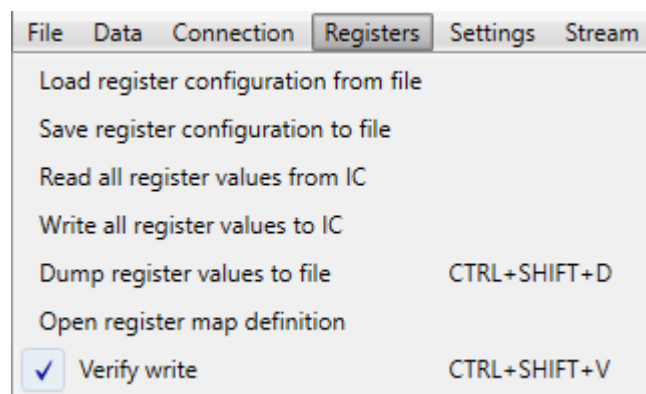 File Data Connection Registers Settings Stream
Load register configuration from file
Save register configuration to file
Read all register values from IC
Write all register values to IC
Dump register values to file CTRL+SHIFT+D
Open register map definition
Verify write CTRL+SHIFT+V